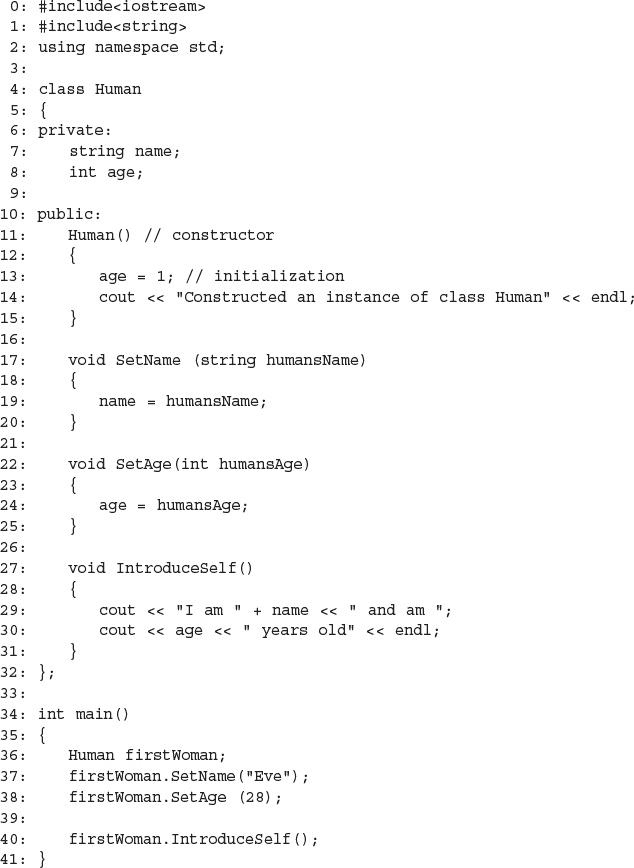 0: #include<iostream>
1: #include<string>
2: using namespace std;
3:
4: class Human
5: {
6: private:
7:    string name;
8:    int age;
9:
10: public:
11:    Human() // constructor
12:    {
13:       age = 1; // initialization
14:       cout << "Constructed an instance of class Human" << endl;
15:    }
16:
17:    void SetName (string humansName)
18:    {
19:       name = humansName;
20:    }
21:
22:    void SetAge(int humansAge)
23:    {
24:       age = humansAge;
25:    }
26:
27:    void IntroduceSelf()
28:    {
29:       cout << "I am " + name << " and am ";
30:       cout << age << " years old" << endl;
31:    }
32: };
33:
34: int main()
35: {
36:    Human firstWoman;
37:    firstWoman.SetName("Eve");
38:    firstWoman.SetAge (28);
39:
40:    firstWoman.IntroduceSelf();
41: }